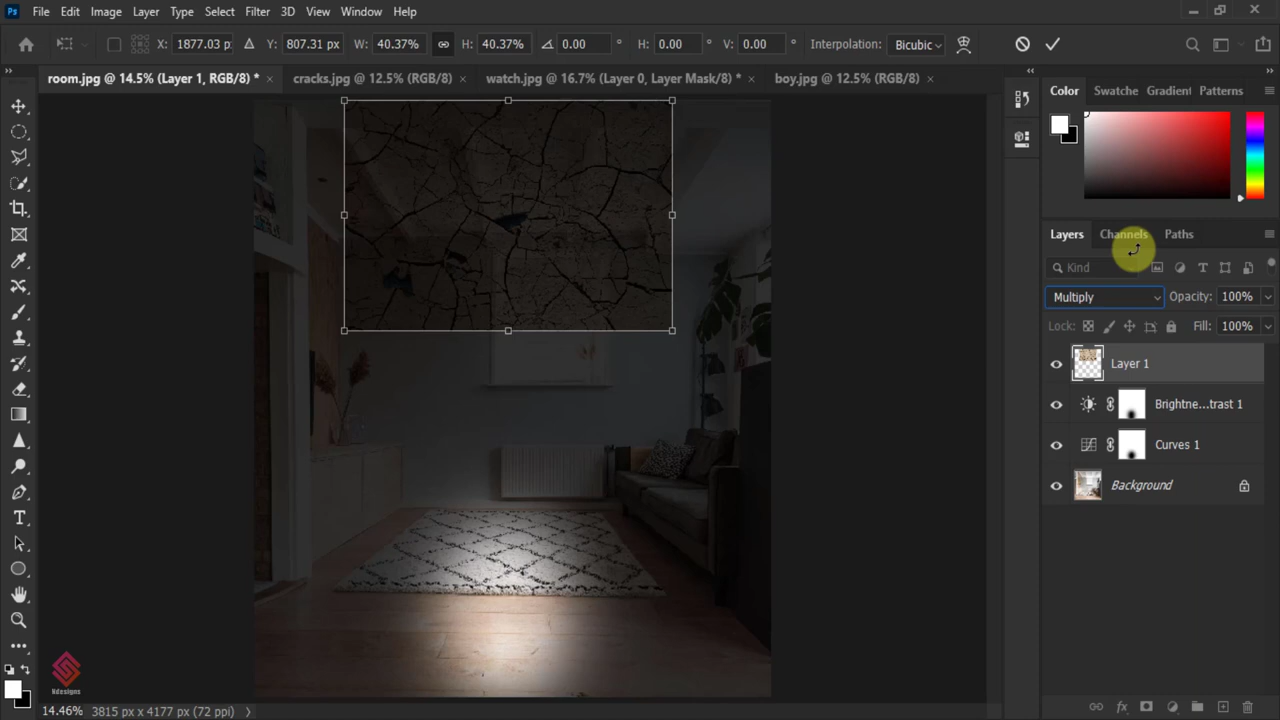 Ps File Edit Image Layer Type Select Filter 3D View Window Help
X: 1877.03 p Y: 807.31 px W: 40.37% H: 40.37% 0.00 ° H: 0.00 ° V: 0.00 ° Interpolation: Bicubic
room.jpg @ 14.5% (Layer 1, RGB/8) * × cracks.jpg @ 12.5% (RGB/8) × watch.jpg @ 16.7% (Layer 0, Layer Mask/8) * × boy.jpg @ 12.5% (RGB/8) ×
Color Swatche Gradient Patterns
Layers Channels Paths
Kind
Multiply Opacity: 100%
Lock: Fill: 100%
Layer 1
Brightne...trast 1
Curves 1
Background
Hdesigns
14.46% 3815 px x 4177 px (72 ppi)